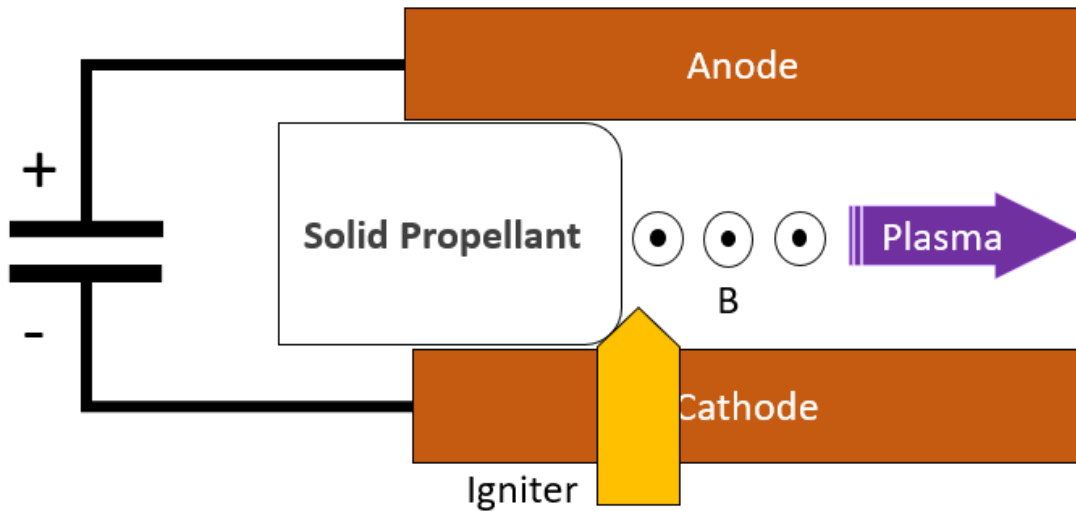 Anode
+
Solid Propellant
Plasma
B
-
Cathode
Igniter